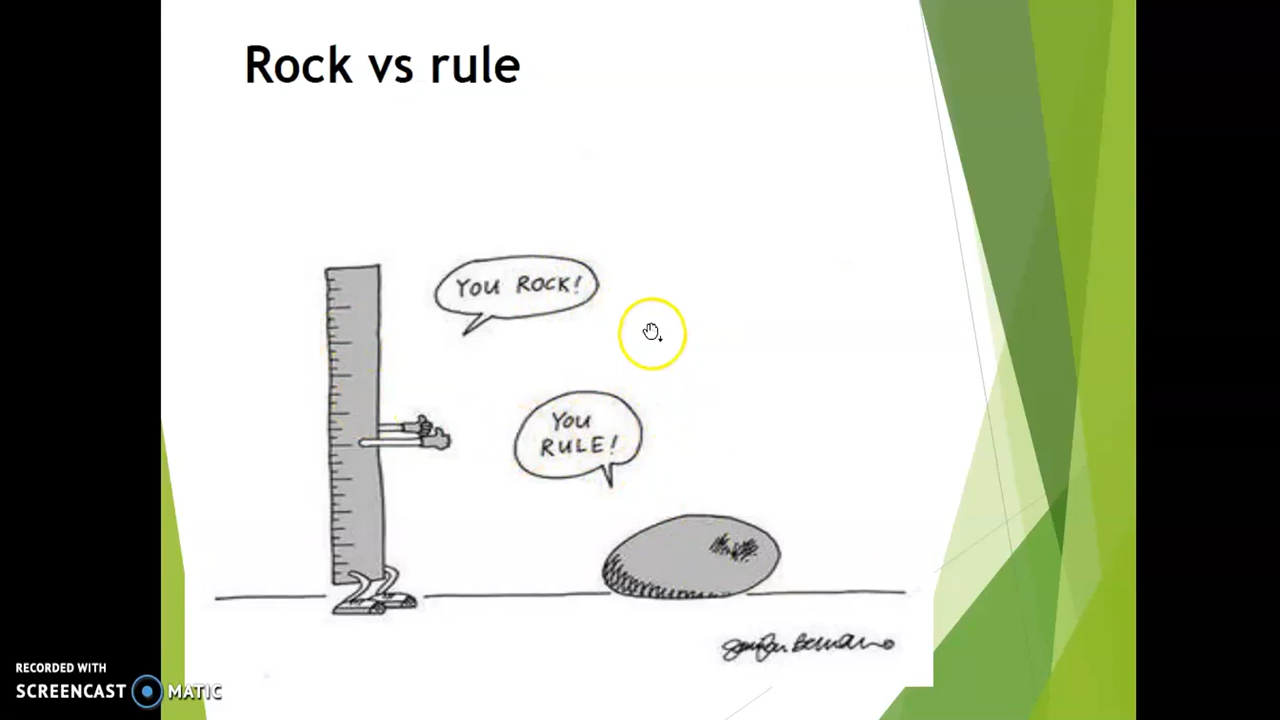 Rock vs rule
YOU ROCK!
YOU
RULE!
RECORDED WITH
SCREENCAST MATIC